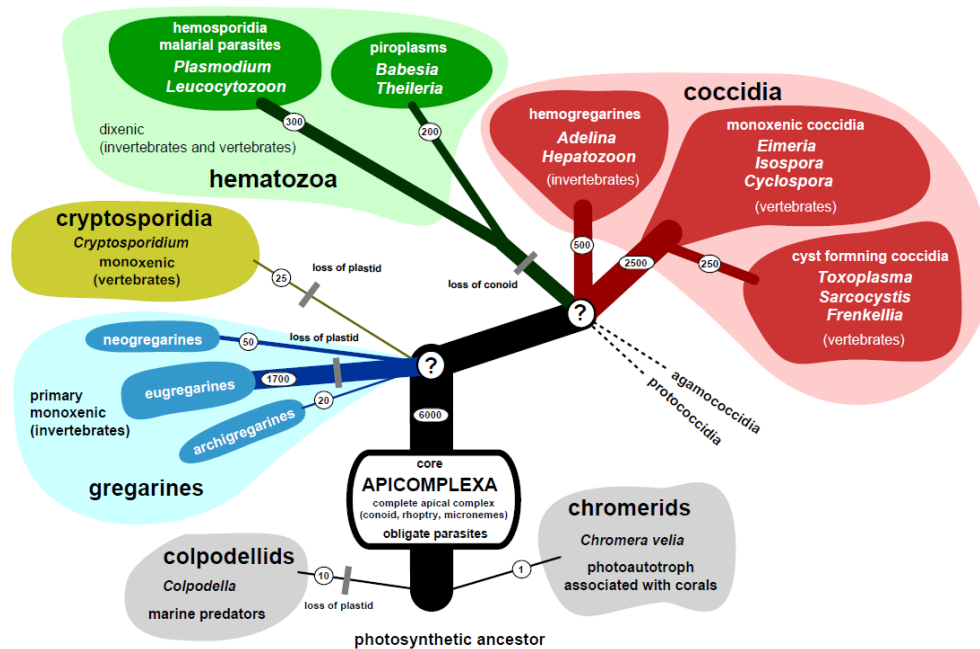 hemosporidia
malarial parasites
Plasmodium
Leucocytozoon
piroplasms
Babesia
Theileria
300
200
dixenic
(invertebrates and vertebrates)
hematozoa
loss of conoid
coccidia
hemogregarines
Adelina
Hepatozoon
(invertebrates)
500
monoxenic coccidia
Eimeria
Isospora
Cyclospora
(vertebrates)
2500
250
cyst formning coccidia
Toxoplasma
Sarcocystis
Frenkellia
(vertebrates)
?
agamococcidia
protococcidia
cryptosporidia
Cryptosporidium
monoxenic
(vertebrates)
25
loss of plastid
neogregarines
50
loss of plastid
eugregarines
1700
archigregarines
20
primary
monoxenic
(invertebrates)
gregarines
?
6000
core
APICOMPLEXA
complete apical complex
(conoid, rhoptry, micronemes)
obligate parasites
colpodellids
Colpodella
marine predators
10
loss of plastid
chromerids
Chromera velia
photoautotroph
associated with corals
1
photosynthetic ancestor